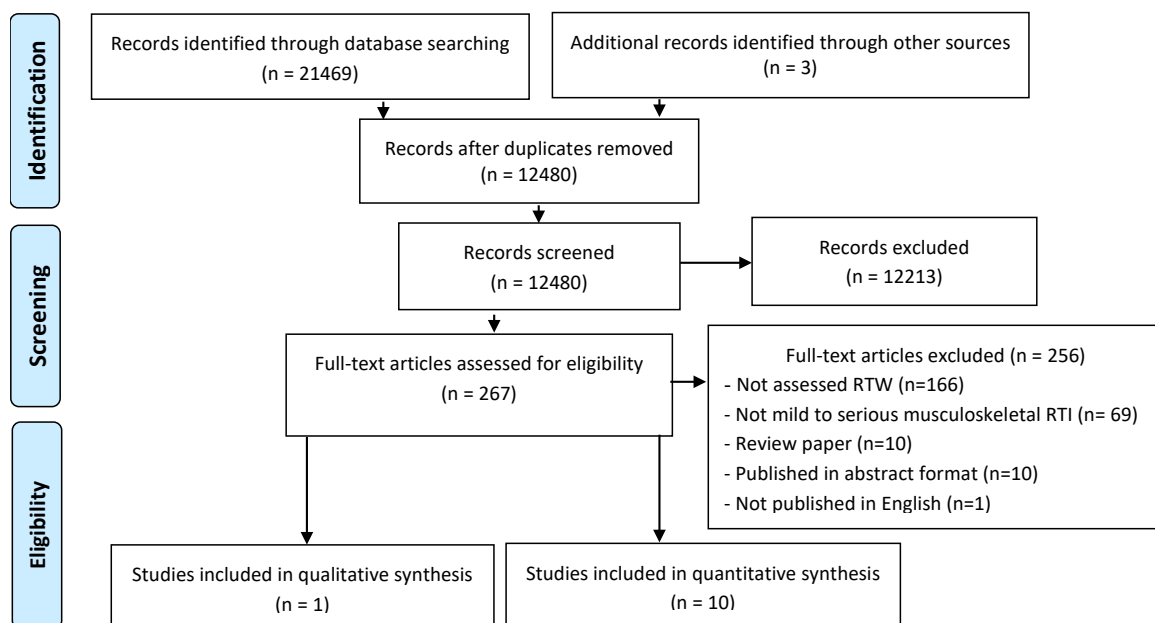 Identification
Records identified through database searching
(n = 21469)
Additional records identified through other sources
(n = 3)
Records after duplicates removed
(n = 12480)
Screening
Records screened
(n = 12480)
Records excluded
(n = 12213)
Full-text articles assessed for eligibility
(n = 267)
Full-text articles excluded (n = 256)
- Not assessed RTW (n=166)
- Not mild to serious musculoskeletal RTI (n= 69)
- Review paper (n=10)
- Published in abstract format (n=10)
- Not published in English (n=1)
Eligibility
Studies included in qualitative synthesis
(n = 1)
Studies included in quantitative synthesis
(n = 10)